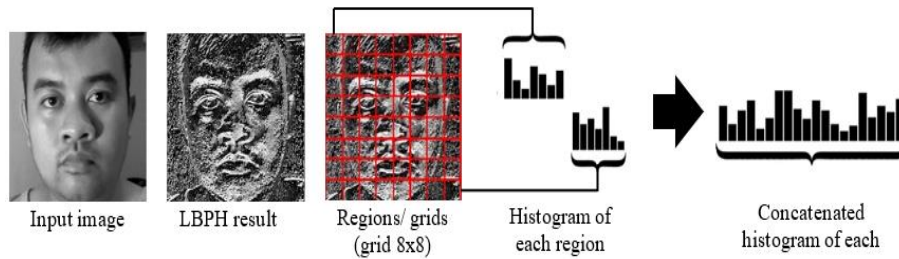 Input image
LBPH result
Regions/ grids
(grid 8x8)
Histogram of
each region
Concatenated
histogram of each